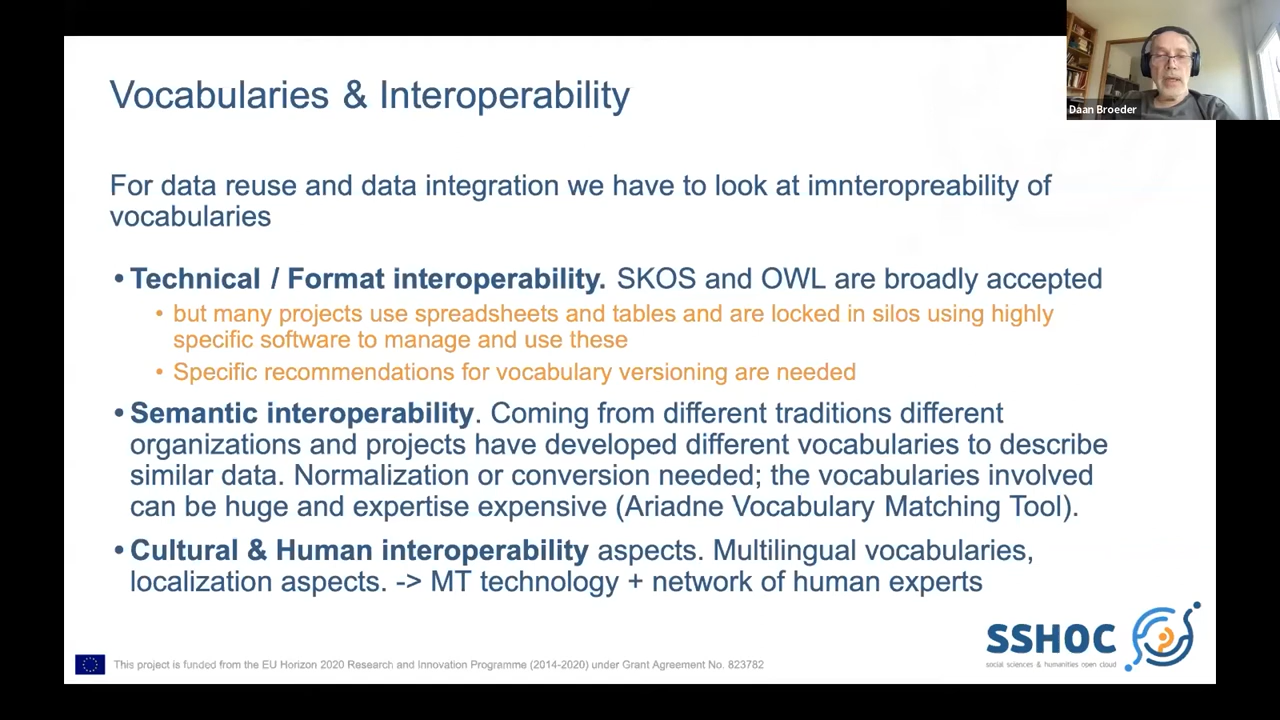 Vocabularies & Interoperability
Daan Broeder
For data reuse and data integration we have to look at imnteropreability of
vocabularies
• Technical / Format interoperability. SKOS and OWL are broadly accepted
• but many projects use spreadsheets and tables and are locked in silos using highly
specific software to manage and use these
• Specific recommendations for vocabulary versioning are needed
• Semantic interoperability. Coming from different traditions different
organizations and projects have developed different vocabularies to describe
similar data. Normalization or conversion needed; the vocabularies involved
can be huge and expertise expensive (Ariadne Vocabulary Matching Tool).
• Cultural & Human interoperability aspects. Multilingual vocabularies,
localization aspects. -> MT technology + network of human experts
SSHOC
social sciences & humanities open cloud
This project is funded from the EU Horizon 2020 Research and Innovation Programme (2014-2020) under Grant Agreement No. 823782